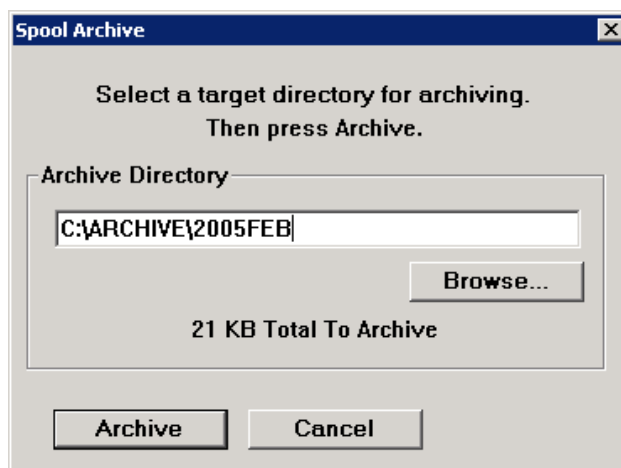 Spool Archive
Select a target directory for archiving.
Then press Archive.
Archive Directory
C:\ARCHIVE\2005FEB
Browse...
21 KB Total To Archive
Archive
Cancel